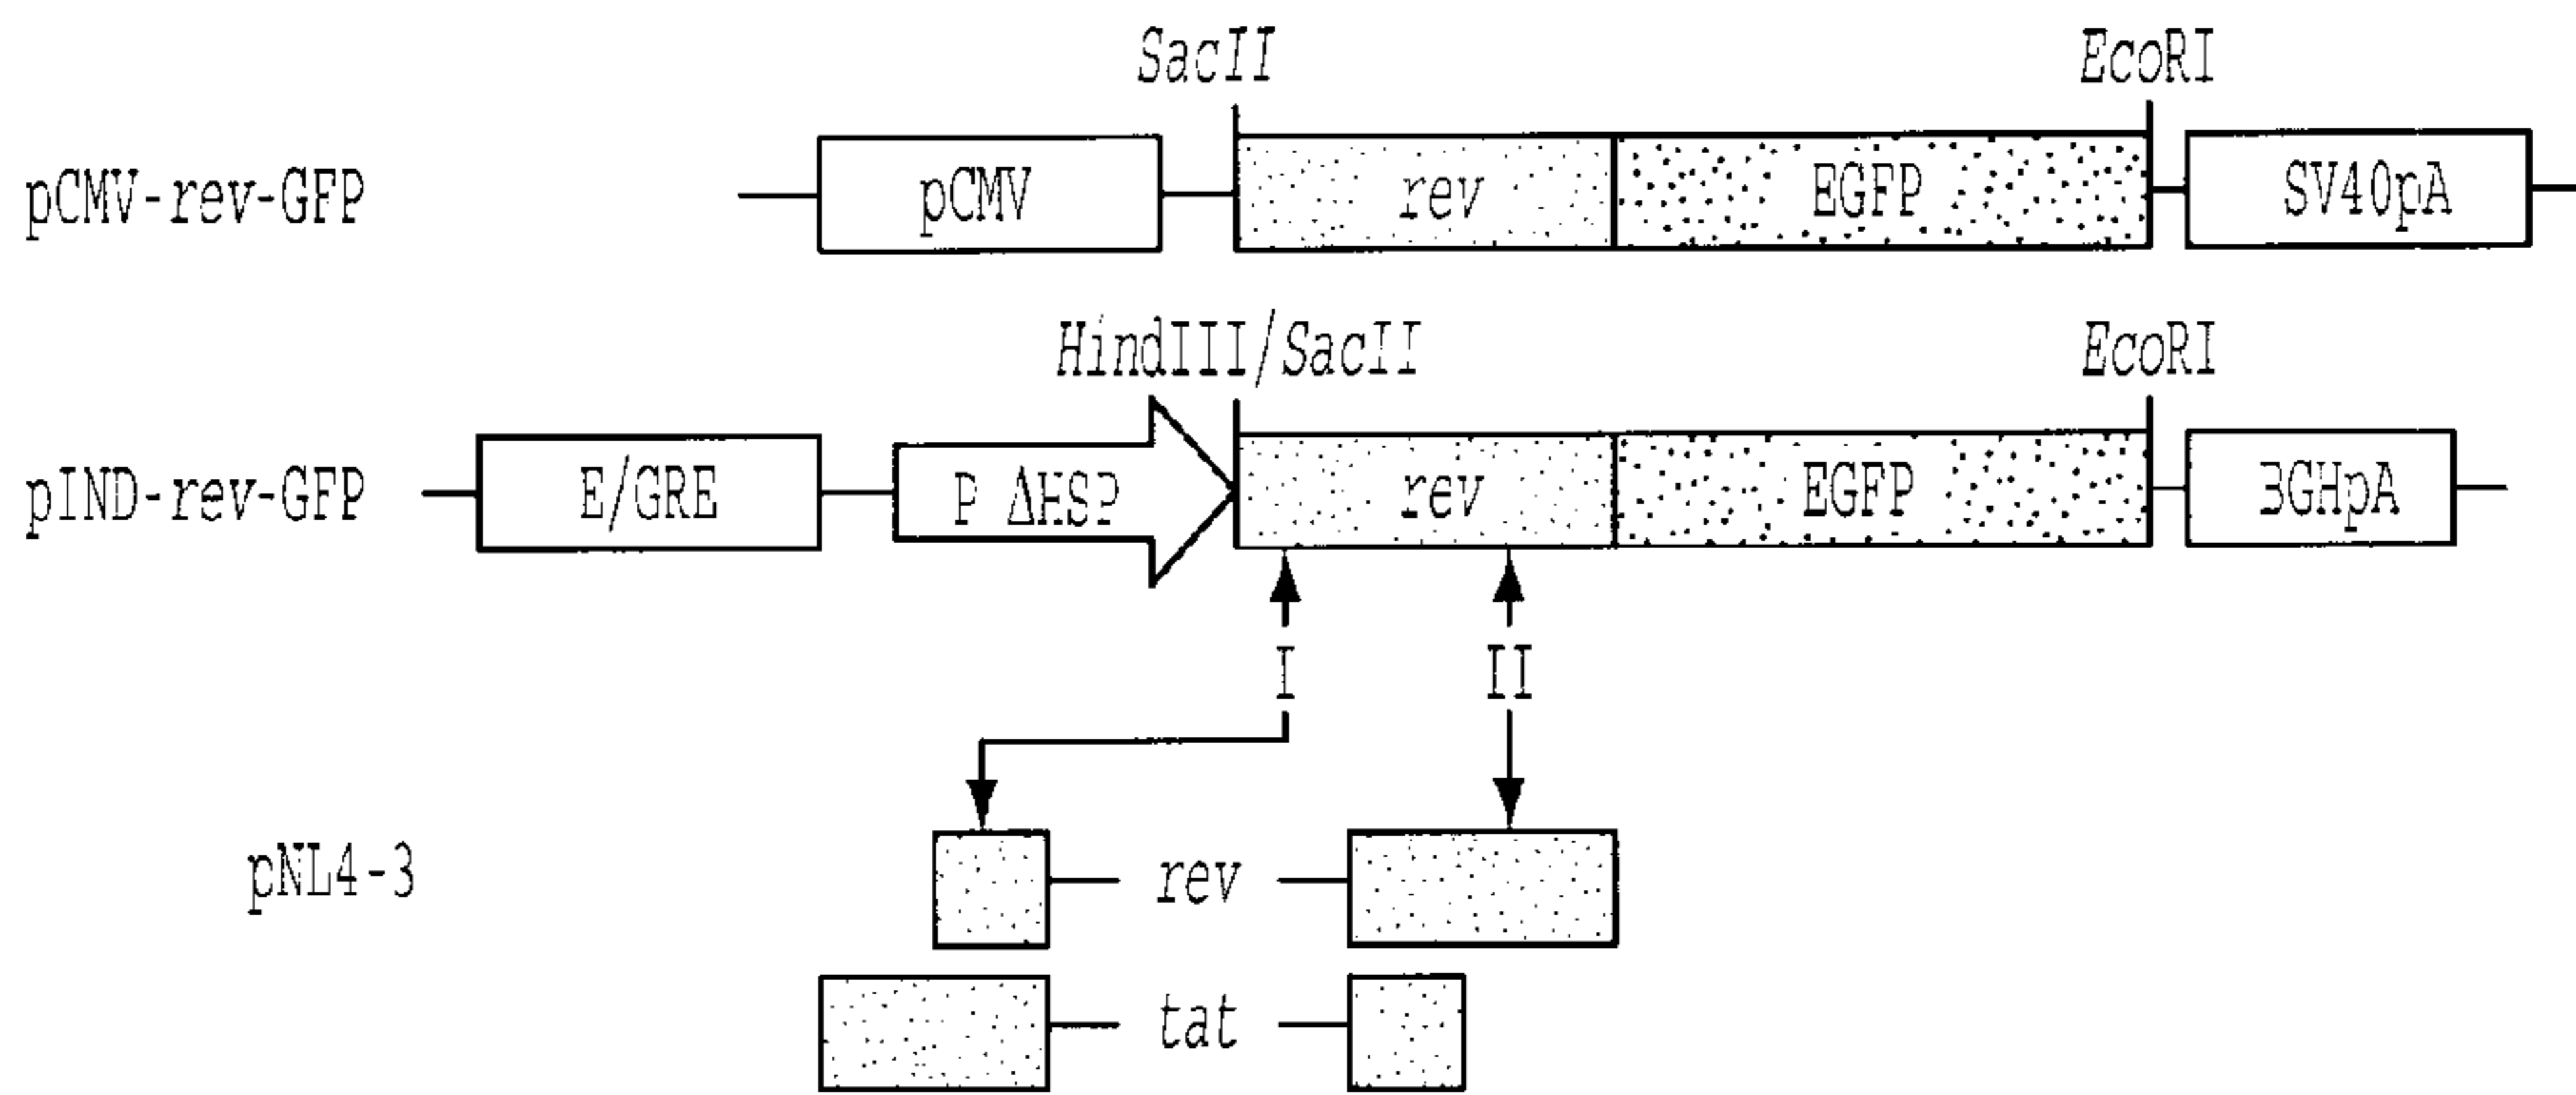 SacII EcoRI
pCMV-rev-GFP pCMV rev EGFP SV40pA
HindIII/SacII EcoRI
pIND-rev-GFP E/GRE P ΔHSP rev EGFP BGHpA
I II
pNL4-3 rev
tat